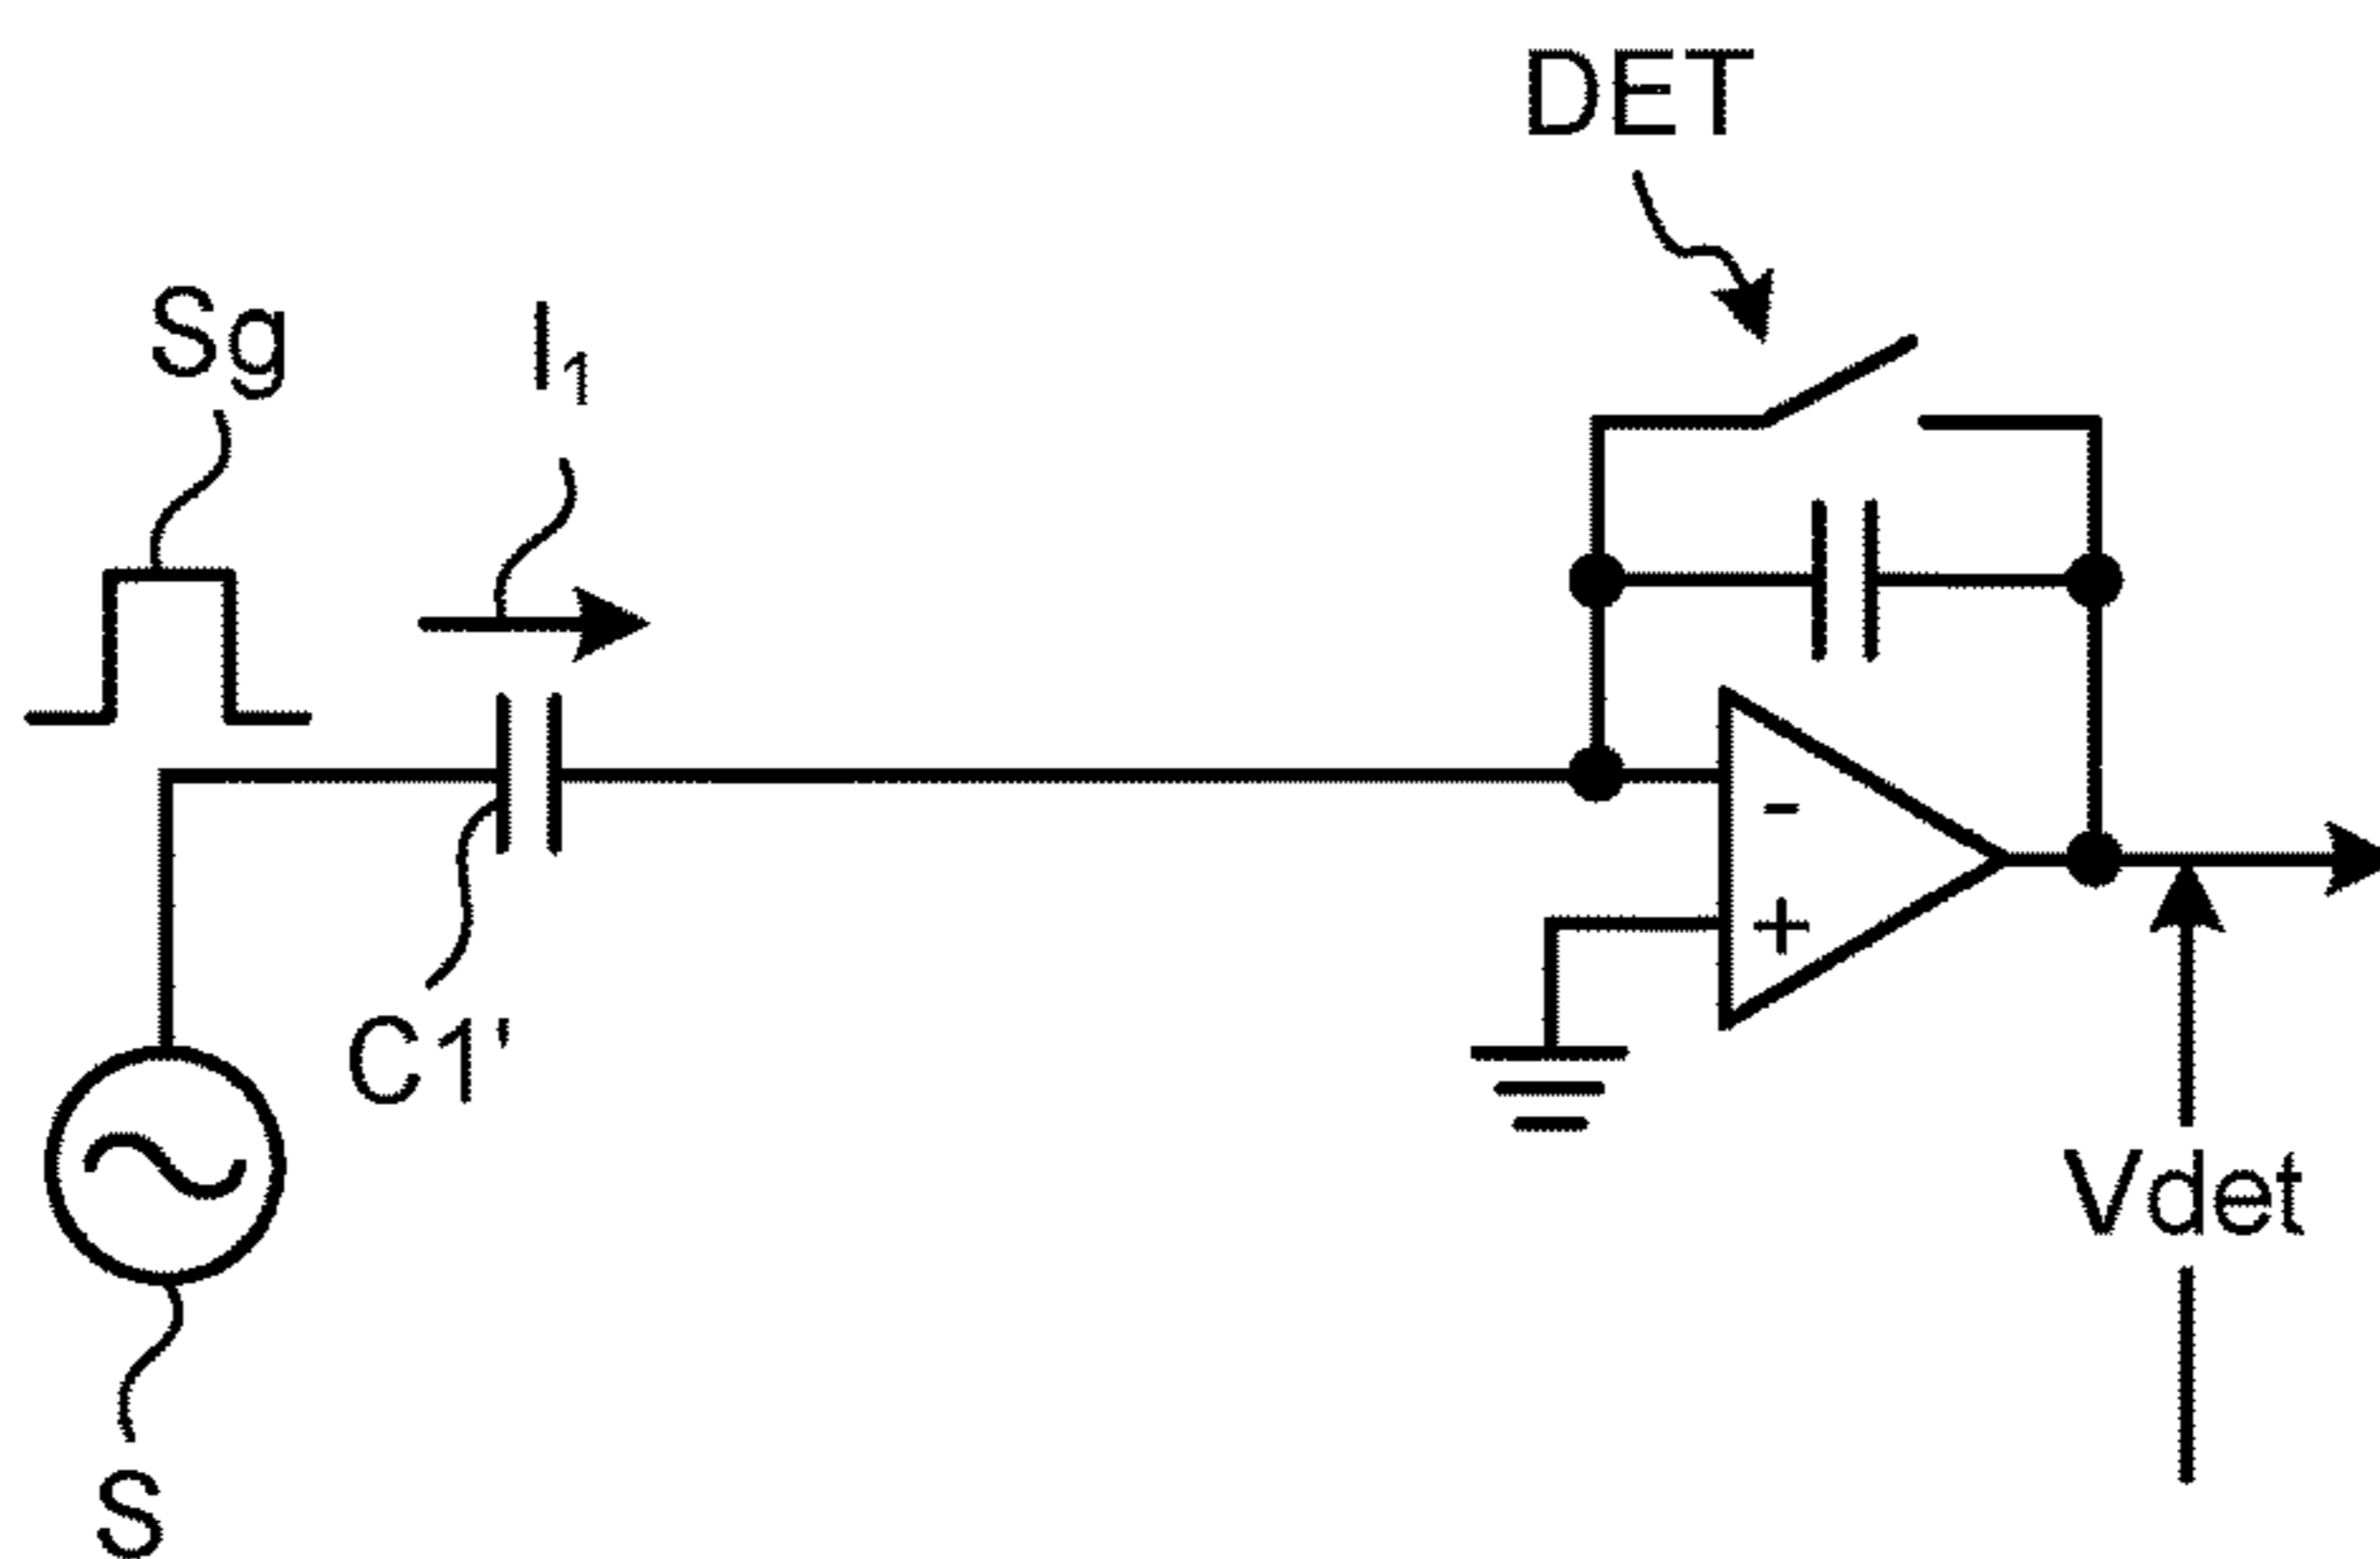 DET
Sg
I₁
-
+
C1'
Vdet
S